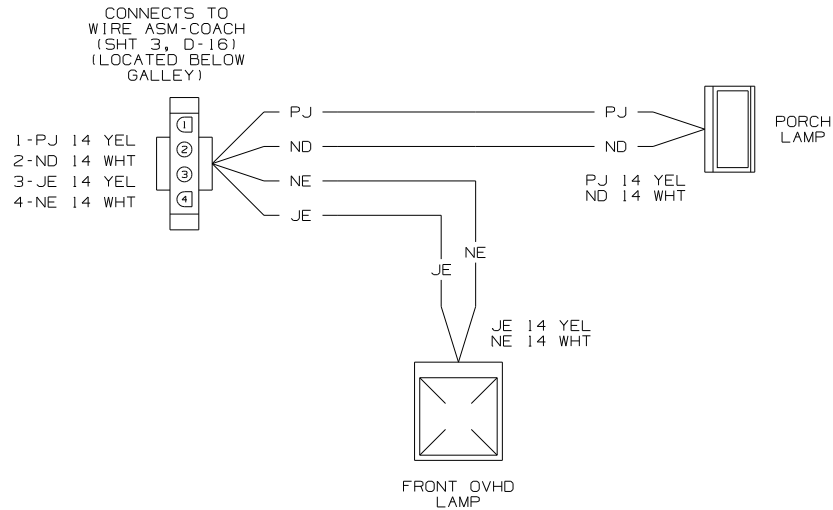 CONNECTS TO
WIRE ASM-COACH
(SHT 3, D-16)
(LOCATED BELOW
GALLEY)
1-PJ 14 YEL
2-ND 14 WHT
3-JE 14 YEL
4-NE 14 WHT
1
2
3
4
PJ
ND
NE
JE
PJ
ND
PORCH
LAMP
PJ 14 YEL
ND 14 WHT
NE
JE
JE 14 YEL
NE 14 WHT
FRONT OVHD
LAMP